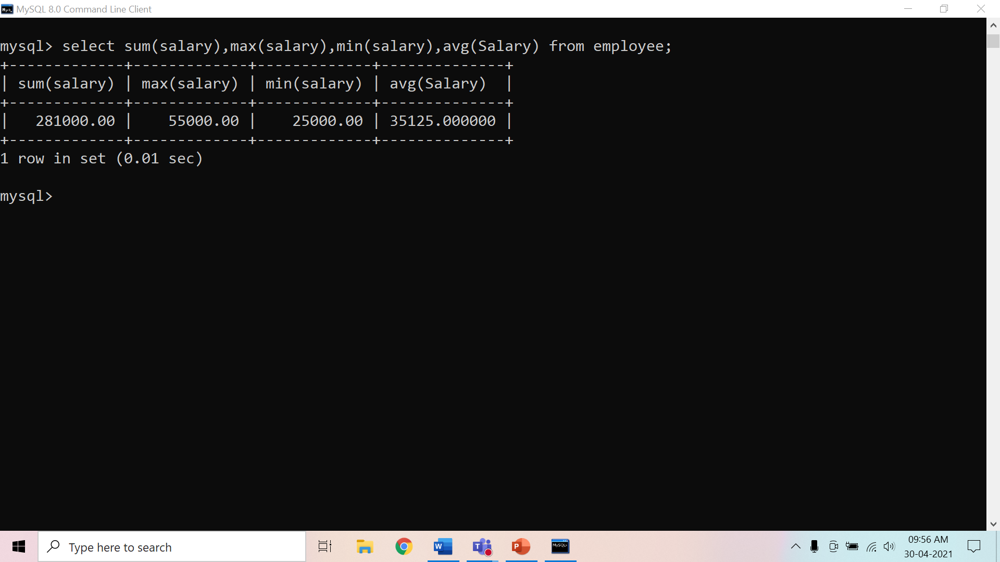 MySQL 8.0 Command Line Client
mysql> select sum(salary),max(salary),min(salary),avg(Salary) from employee;
+-------------+-------------+-------------+--------------+
| sum(salary) | max(salary) | min(salary) | avg(Salary)  |
+-------------+-------------+-------------+--------------+
|   281000.00 |    55000.00 |    25000.00 | 35125.000000 |
+-------------+-------------+-------------+--------------+
1 row in set (0.01 sec)
mysql>
Type here to search
09:56 AM
30-04-2021